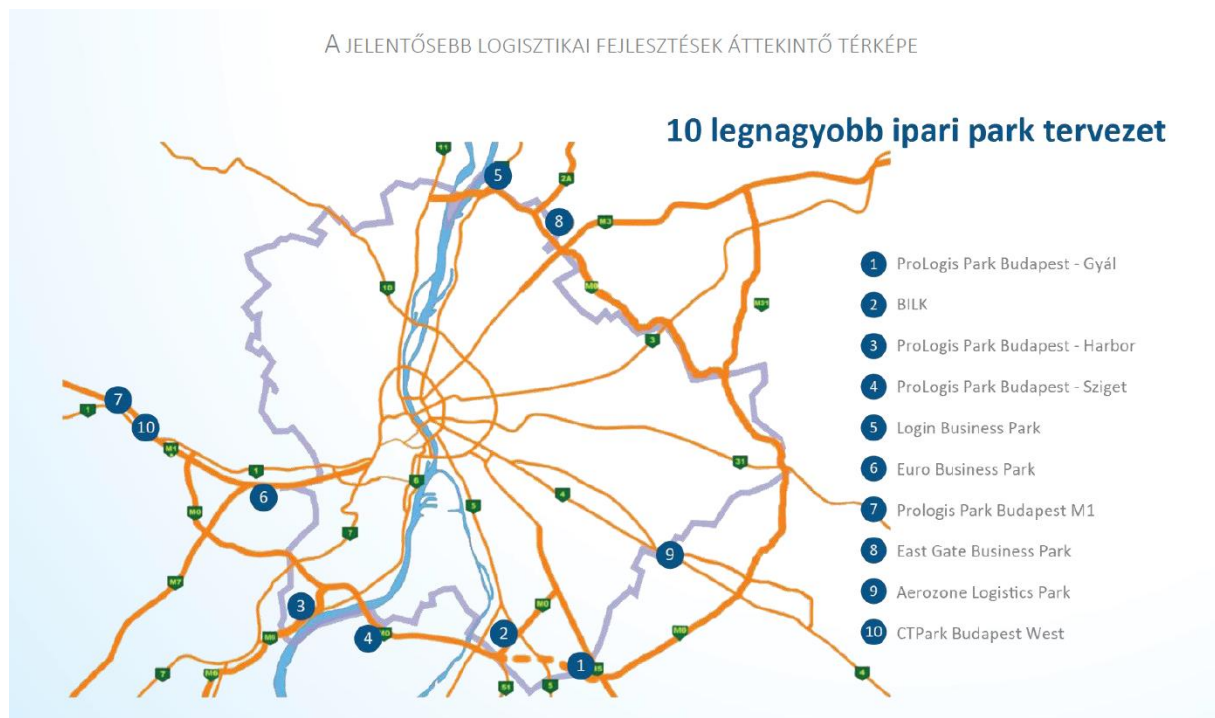 A JELENTŐSEBB LOGISZTIKAI FEJLESZTÉSEK ÁTTEKINTŐ TÉRKÉPE
10 legnagyobb ipari park tervezet
1 ProLogis Park Budapest - Gyál
2 BILK
3 ProLogis Park Budapest - Harbor
4 ProLogis Park Budapest - Sziget
5 Login Business Park
6 Euro Business Park
7 Prologis Park Budapest M1
8 East Gate Business Park
9 Aerozone Logistics Park
10 CTPark Budapest West
11
5
2A
8
M3
10
M0
M31
3
7
1
10
M1
1
6
6
31
M0
5
4
7
9
M7
3
M0
2
4
M0
M0
M6
1
7
M6
51
5
4